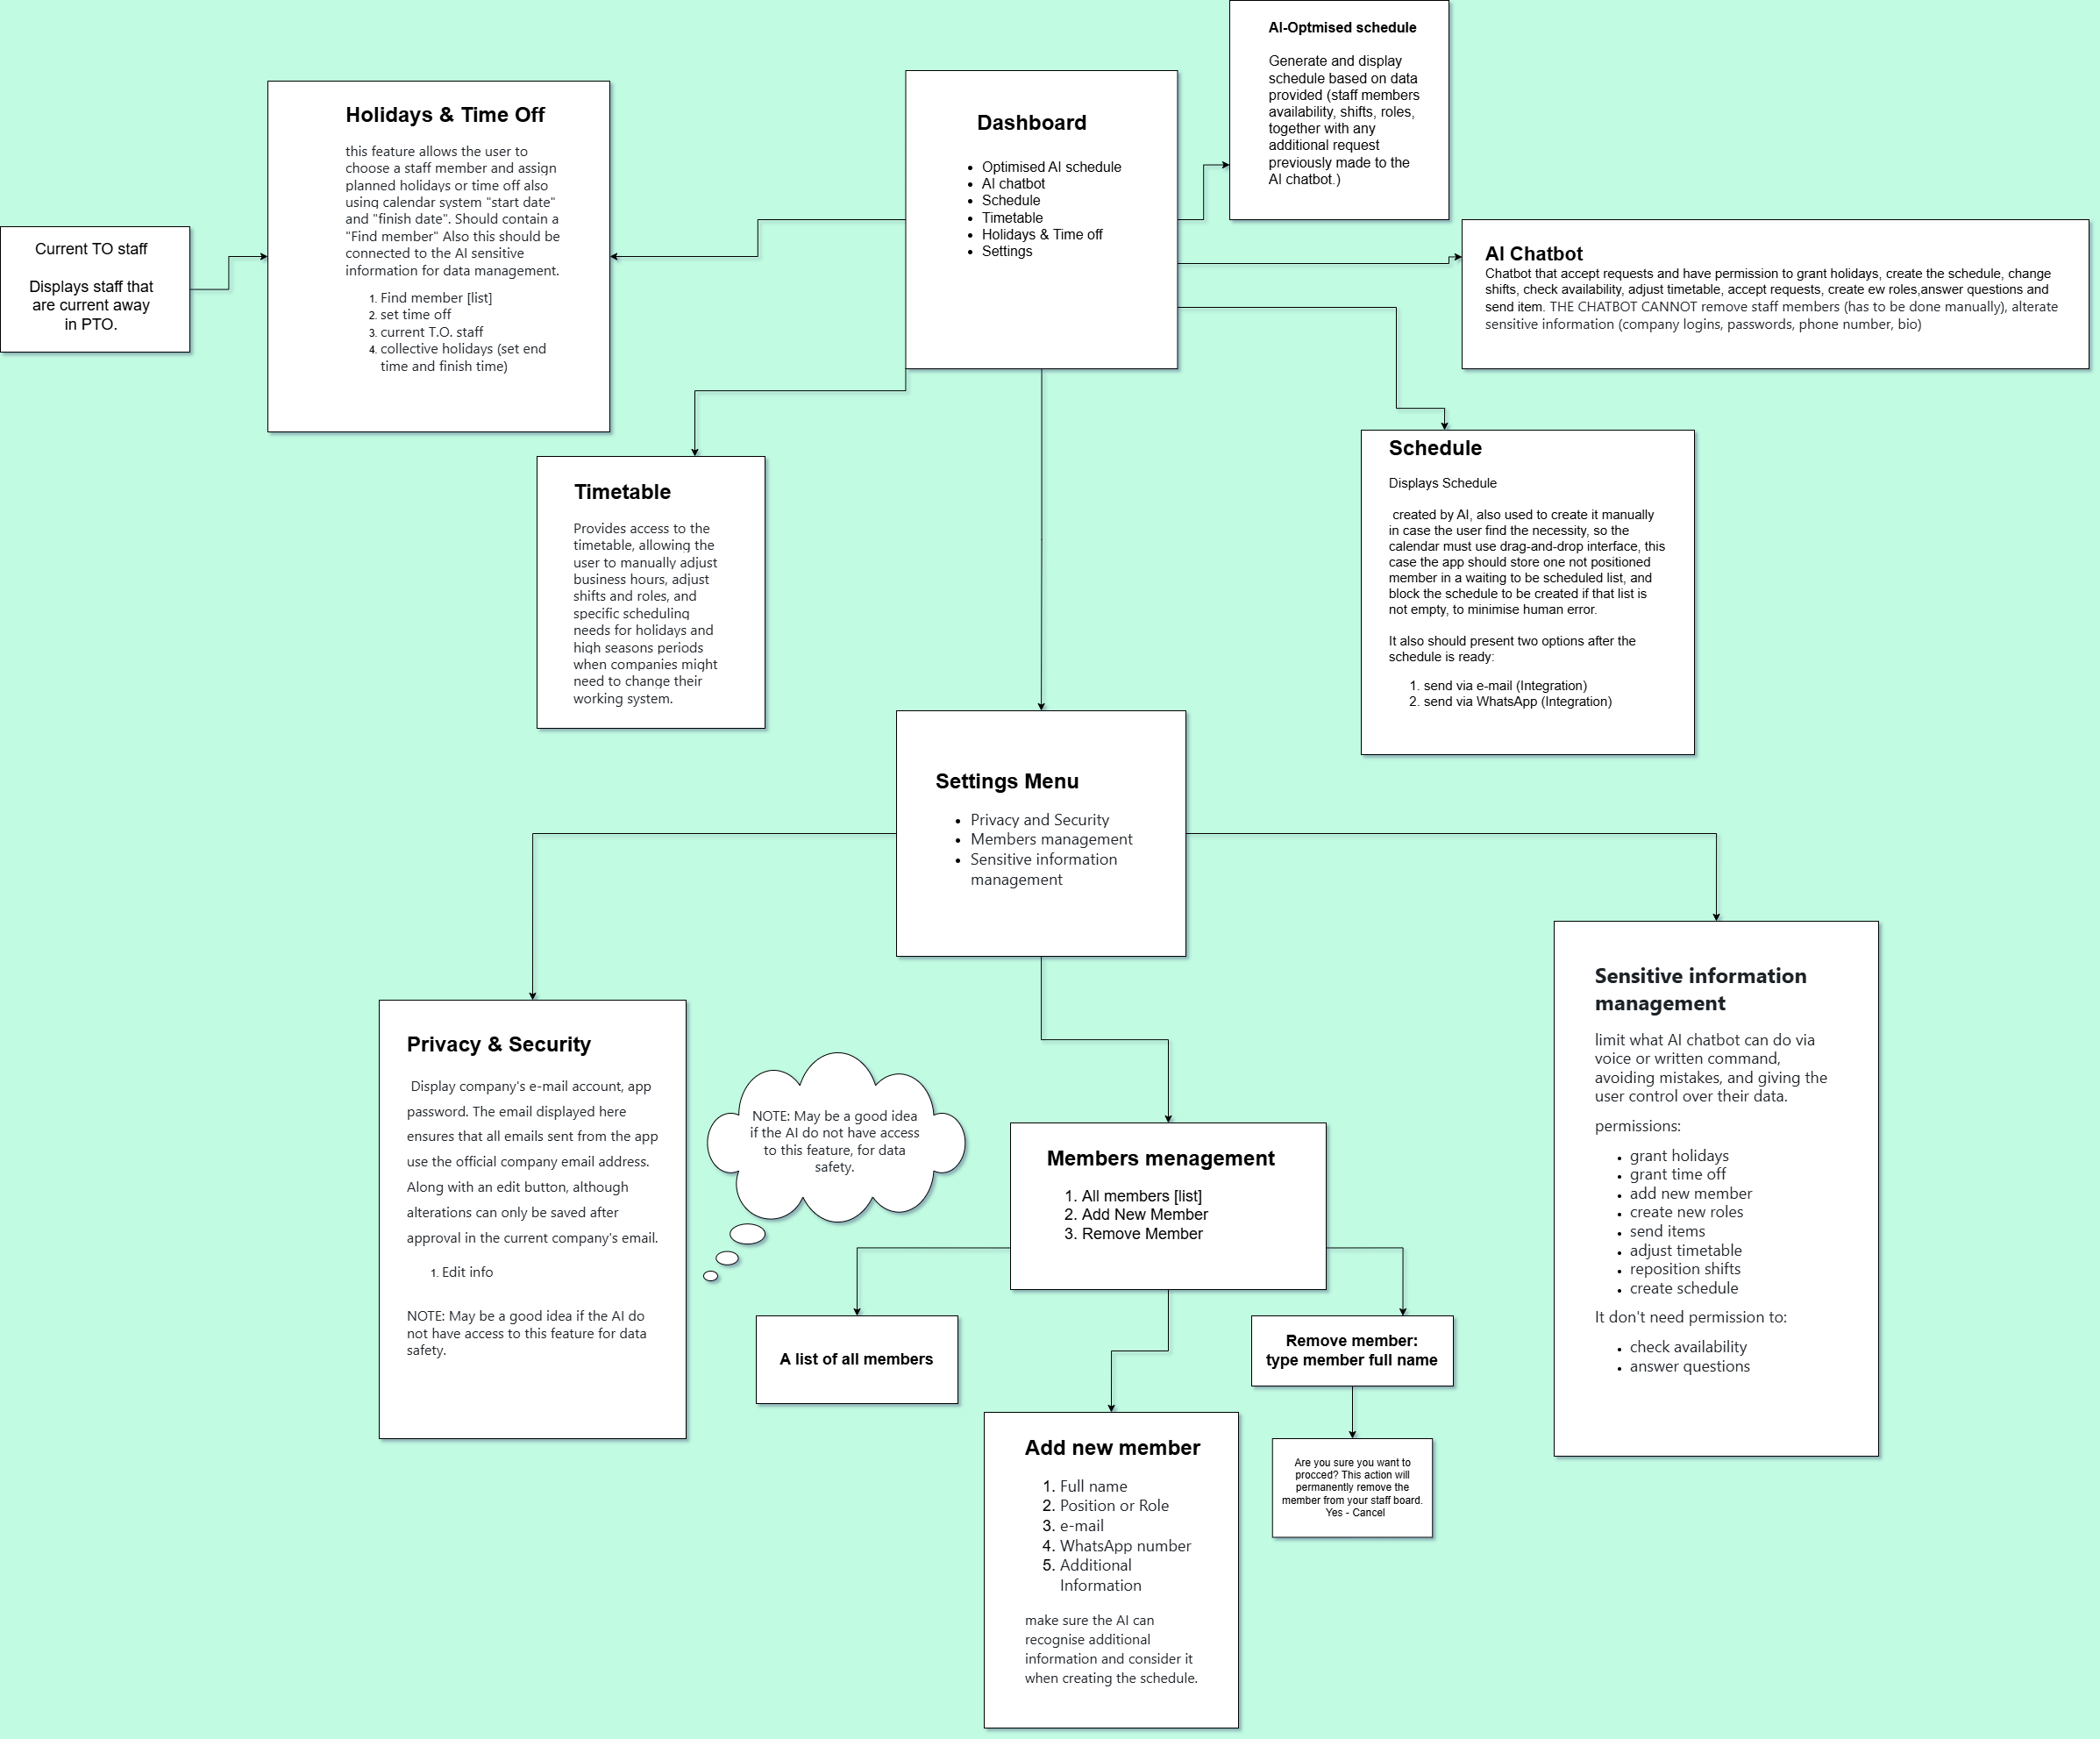 AI-Optmised schedule
Generate and display
schedule based on data
provided (staff members
availability, shifts, roles,
together with any
additional request
previously made to the
AI chatbot.)
Holidays & Time Off
this feature allows the user to
choose a staff member and assign
planned holidays or time off also
using calendar system "start date"
and "finish date". Should contain a
"Find member" Also this should be
connected to the AI sensitive
information for data management.
1. Find member [list]
2. set time off
3. current T.O. staff
4. collective holidays (set end
time and finish time)
Dashboard
• Optimised AI schedule
• AI chatbot
• Schedule
• Timetable
• Holidays & Time off
• Settings
Current TO staff
Displays staff that
are current away
in PTO.
AI Chatbot
Chatbot that accept requests and have permission to grant holidays, create the schedule, change
shifts, check availability, adjust timetable, accept requests, create ew roles,answer questions and
send item. THE CHATBOT CANNOT remove staff members (has to be done manually), alterate
sensitive information (company logins, passwords, phone number, bio)
Timetable
Provides access to the
timetable, allowing the
user to manually adjust
business hours, adjust
shifts and roles, and
specific scheduling
needs for holidays and
high seasons periods
when companies might
need to change their
working system.
Schedule
Displays Schedule
created by AI, also used to create it manually
in case the user find the necessity, so the
calendar must use drag-and-drop interface, this
case the app should store one not positioned
member in a waiting to be scheduled list, and
block the schedule to be created if that list is
not empty, to minimise human error.
It also should present two options after the
schedule is ready:
1. send via e-mail (Integration)
2. send via WhatsApp (Integration)
Settings Menu
• Privacy and Security
• Members management
• Sensitive information
management
Privacy & Security
Display company's e-mail account, app
password. The email displayed here
ensures that all emails sent from the app
use the official company email address.
Along with an edit button, although
alterations can only be saved after
approval in the current company's email.
1. Edit info
NOTE: May be a good idea if the AI do
not have access to this feature for data
safety.
NOTE: May be a good idea
if the AI do not have access
to this feature, for data
safety.
Members menagement
1. All members [list]
2. Add New Member
3. Remove Member
Sensitive information
management
limit what AI chatbot can do via
voice or written command,
avoiding mistakes, and giving the
user control over their data.
permissions:
• grant holidays
• grant time off
• add new member
• create new roles
• send items
• adjust timetable
• reposition shifts
• create schedule
It don't need permission to:
• check availability
• answer questions
A list of all members
Remove member:
type member full name
Add new member
1. Full name
2. Position or Role
3. e-mail
4. WhatsApp number
5. Additional
Information
make sure the AI can
recognise additional
information and consider it
when creating the schedule.
Are you sure you want to
procced? This action will
permanently remove the
member from your staff board.
Yes - Cancel